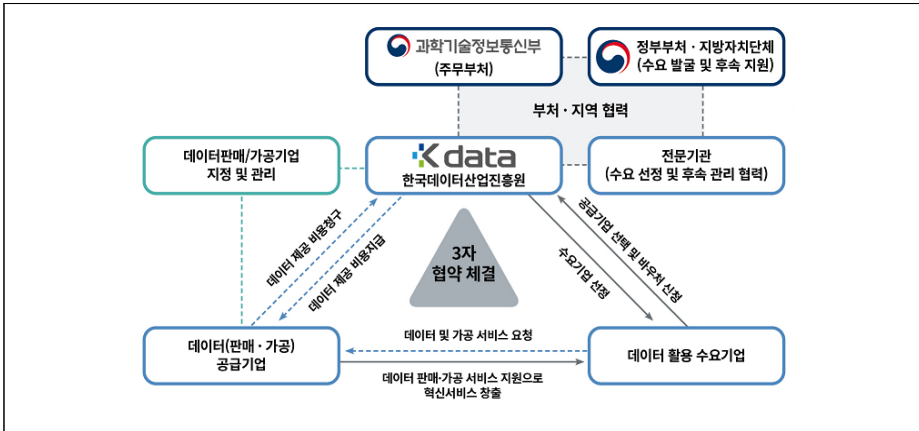 과학기술정보통신부
(주무부처)
정부부처 · 지방자치단체
(수요 발굴 및 후속 지원)
부처 · 지역 협력
데이터판매/가공기업
지정 및 관리
Kdata
한국데이터산업진흥원
전문기관
(수요 선정 및 후속 관리 협력)
데이터 제공 비용청구
데이터 제공 비용지급
3자
협약 체결
수요기업 선정
공급기업 선택 및 바우처 신청
데이터(판매 · 가공)
공급기업
데이터 및 가공 서비스 요청
데이터 판매·가공 서비스 지원으로
혁신서비스 창출
데이터 활용 수요기업